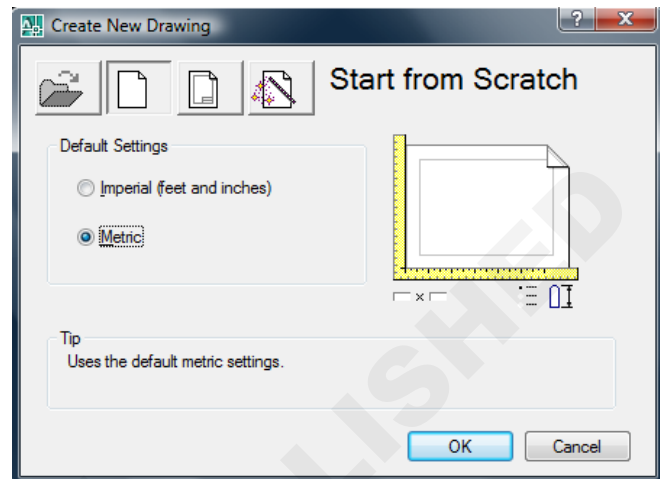 Create New Drawing
?
X
Start from Scratch
Default Settings
Imperial (feet and inches)
Metric
×
Tip
Uses the default metric settings.
OK
Cancel
LISHED